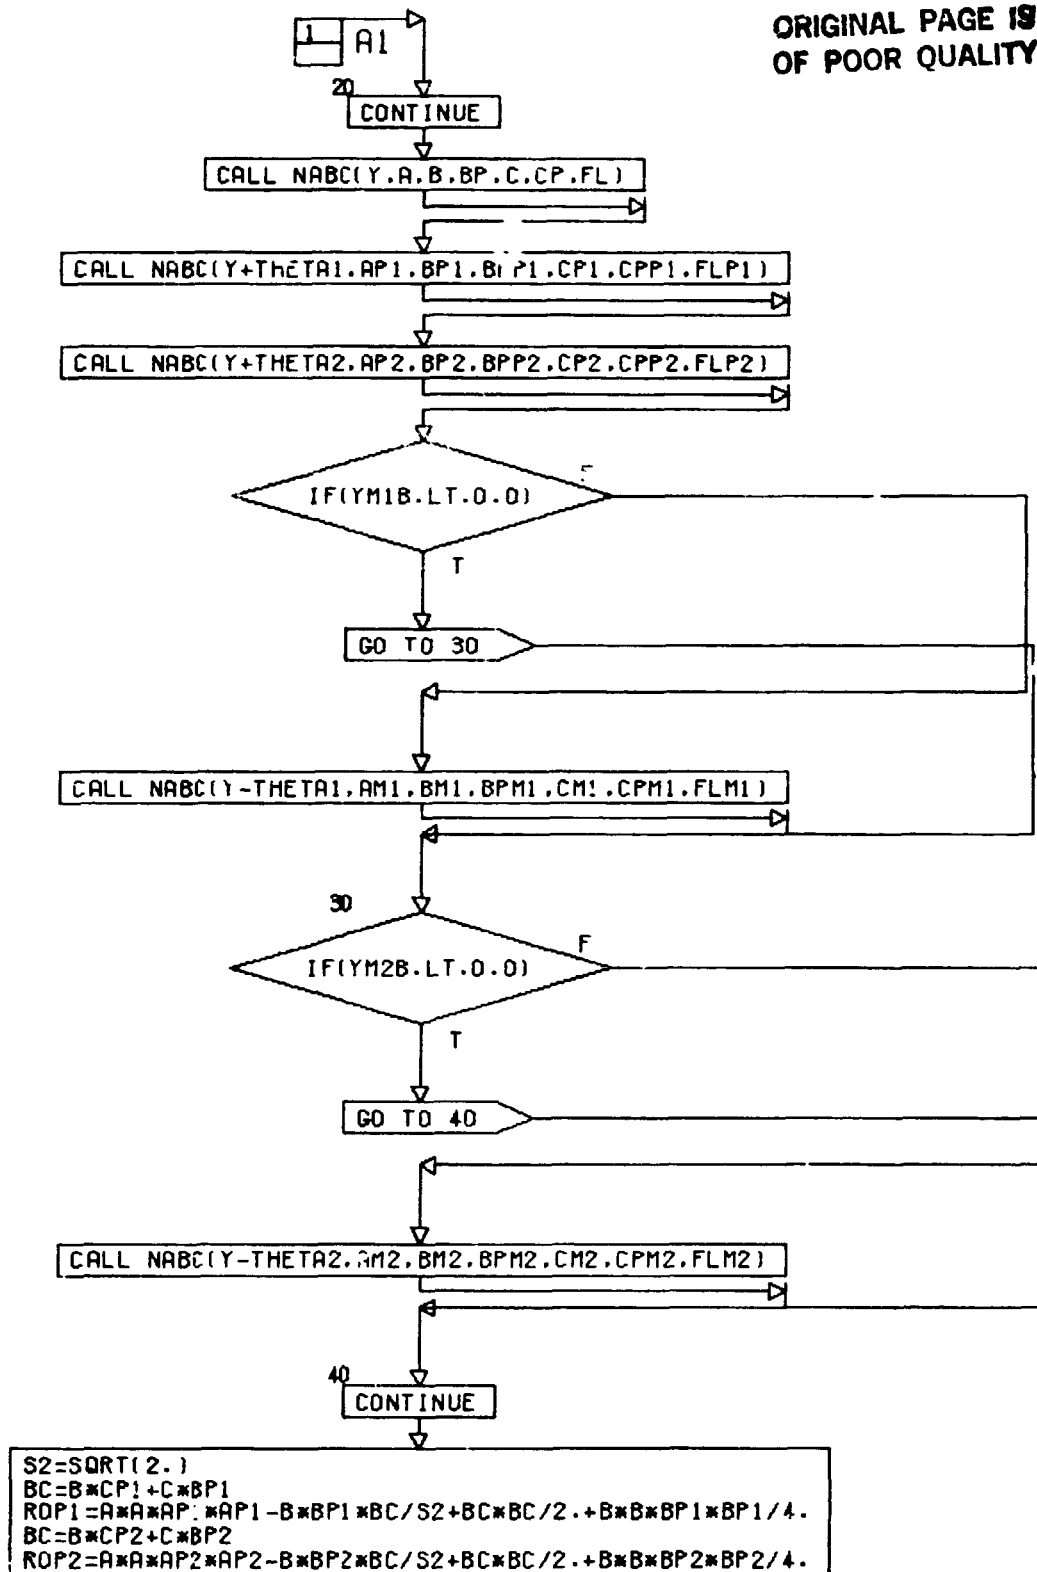 ORIGINAL PAGE IS
OF POOR QUALITY
1 A1
20
CONTINUE
CALL NABC(Y.A.B.BP.C.CP.FL)
CALL NABC(Y+THETA1.AP1.BP1.BPP1.CP1.CPP1.FLP1)
CALL NABC(Y+THETA2.AP2.BP2.BPP2.CP2.CPP2.FLP2)
IF(YM1B.LT.0.0)
F
T
GO TO 30
CALL NABC(Y-THETA1.AM1.BM1.BPM1.CM1.CPM1.FLM1)
30
IF(YM2B.LT.0.0)
F
T
GO TO 40
CALL NABC(Y-THETA2.AM2.BM2.BPM2.CM2.CPM2.FLM2)
40
CONTINUE
S2=SQRT(2.)
BC=B*CP1+C*BP1
ROP1=A*A*AP1*AP1-B*BP1*BC/S2+BC*BC/2.+B*B*BP1*BP1/4.
BC=B*CP2+C*BP2
ROP2=A*A*AP2*AP2-B*BP2*BC/S2+BC*BC/2.+B*B*BP2*BP2/4.